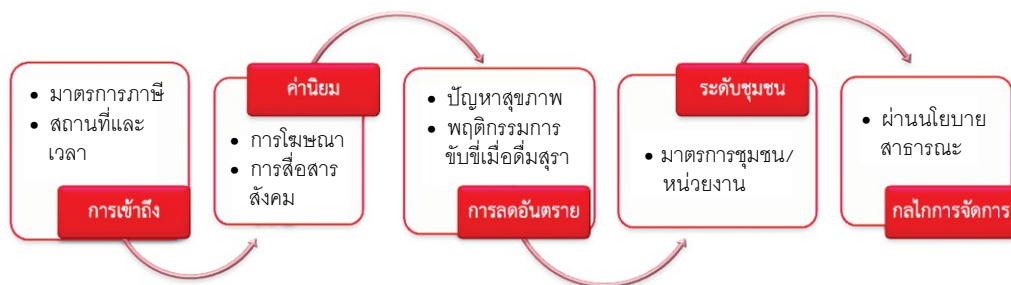 • มาตรการภาษี
• สถานที่และ
เวลา
การเข้าถึง
ค่านิยม
• การโฆษณา
• การสื่อสาร
สังคม
• ปัญหาสุขภาพ
• พฤติกรรมการ
ขับขี่เมื่อดื่มสุรา
การลดอันตราย
ระดับชุมชน
• มาตรการชุมชน/
หน่วยงาน
• ผ่านนโยบาย
สาธารณะ
กลไกการจัดการ